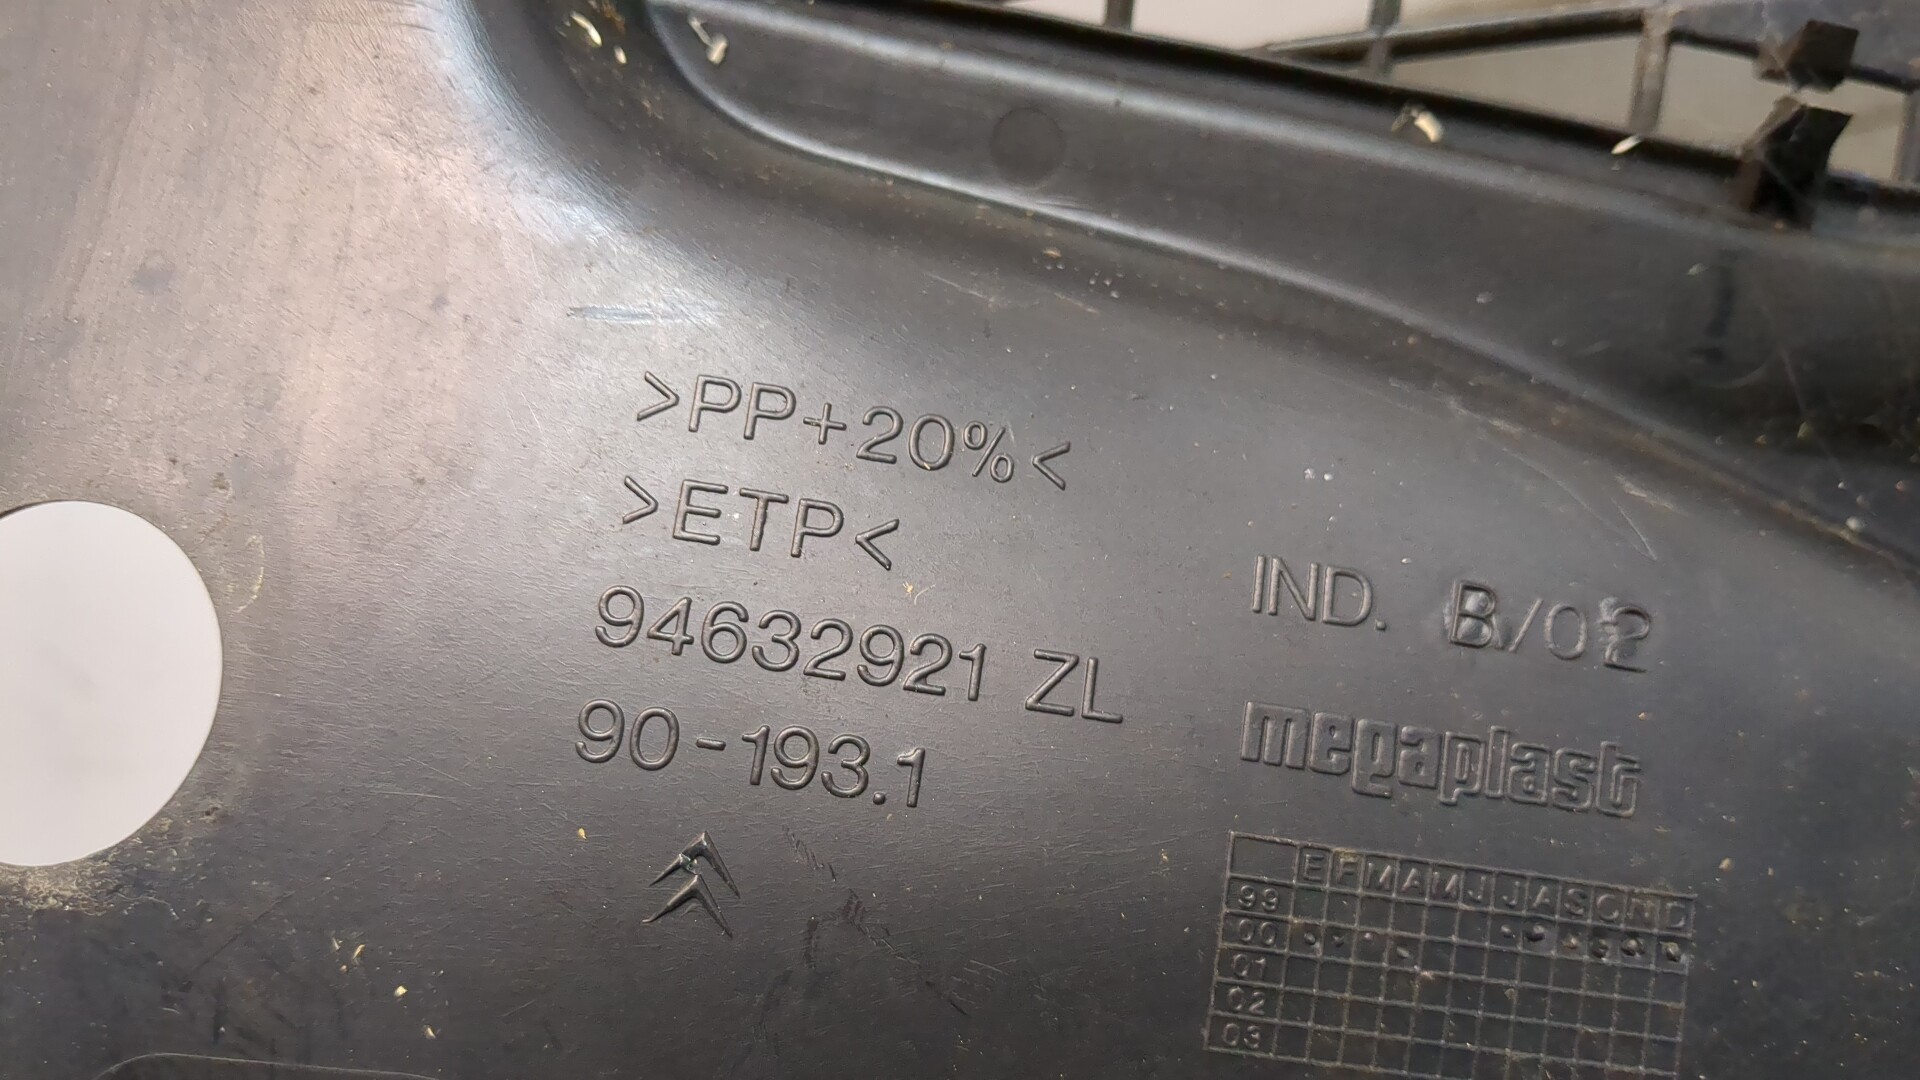 >PP+20%<
>ETP<
94632921 ZL
90-193.1
IND. B/02
megaplast
E F M A M J J A S O N D
99
00
01
02
03